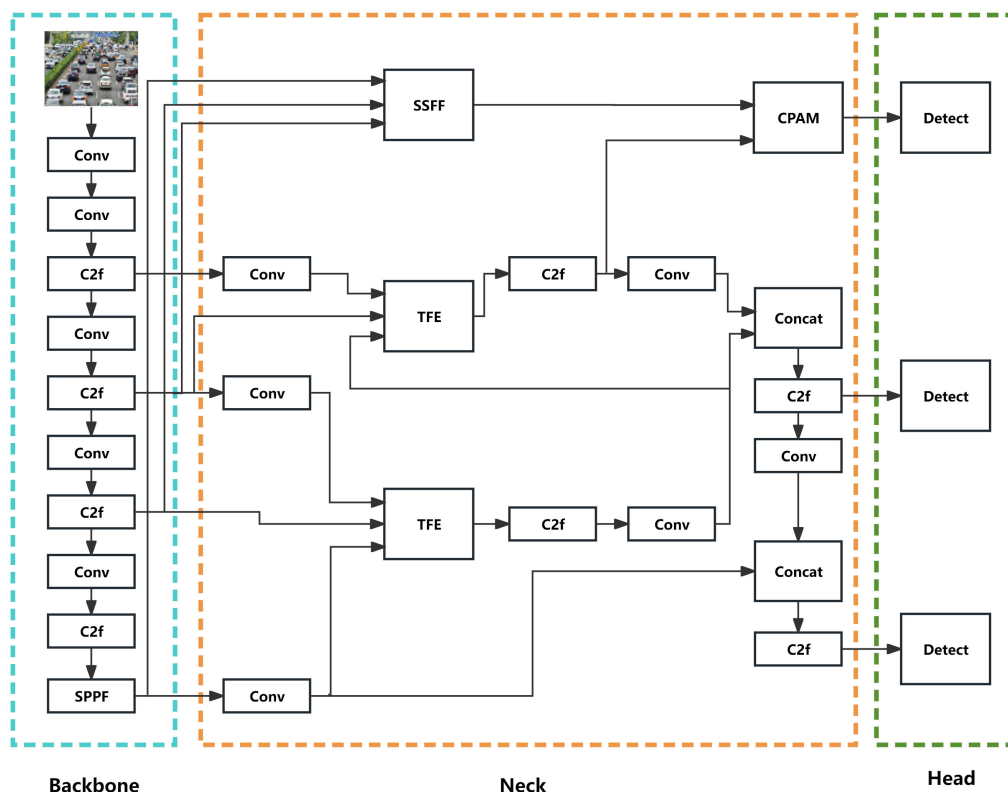 Conv
Conv
C2f
Conv
C2f
Conv
C2f
Conv
C2f
SPPF
Backbone
SSFF
CPAM
Conv
TFE
C2f
Conv
Concat
C2f
Conv
Conv
TFE
C2f
Conv
Concat
C2f
Conv
Neck
Detect
Detect
Detect
Head